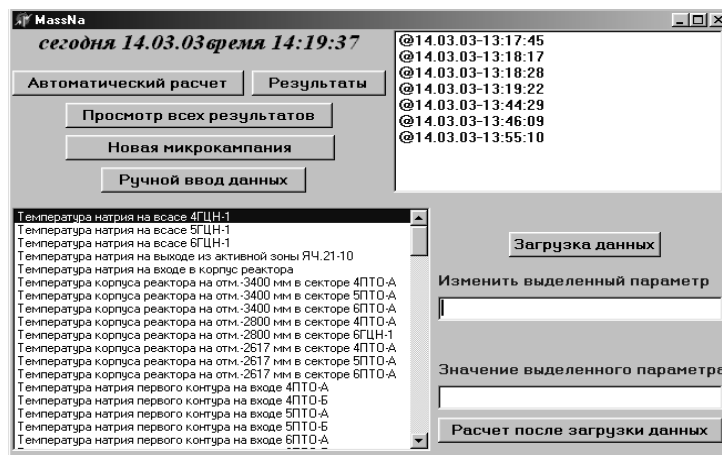 MassNa
сегодня 14.03.03время 14:19:37
Автоматический расчет
Результаты
Просмотр всех результатов
Новая микрокампания
Ручной ввод данных
@14.03.03-13:17:45
@14.03.03-13:18:17
@14.03.03-13:18:28
@14.03.03-13:19:22
@14.03.03-13:44:29
@14.03.03-13:46:09
@14.03.03-13:55:10
Температура натрия на всасе 4ГЦН-1
Температура натрия на всасе 5ГЦН-1
Температура натрия на всасе 6ГЦН-1
Температура натрия на выходе из активной зоны ЯЧ.21-10
Температура натрия на входе в корпус реактора
Температура корпуса реактора на отм.-3400 мм в секторе 4ПТО-А
Температура корпуса реактора на отм.-3400 мм в секторе 5ПТО-А
Температура корпуса реактора на отм.-3400 мм в секторе 6ПТО-А
Температура корпуса реактора на отм.-2800 мм в секторе 4ПТО-А
Температура корпуса реактора на отм.-2800 мм в секторе 6ГЦН-1
Температура корпуса реактора на отм.-2617 мм в секторе 4ПТО-А
Температура корпуса реактора на отм.-2617 мм в секторе 5ПТО-А
Температура корпуса реактора на отм.-2617 мм в секторе 6ПТО-А
Температура натрия первого контура на входе 4ПТО-А
Температура натрия первого контура на входе 4ПТО-Б
Температура натрия первого контура на входе 5ПТО-А
Температура натрия первого контура на входе 5ПТО-Б
Температура натрия первого контура на входе 6ПТО-А
Загрузка данных
Изменить выделенный параметр
Значение выделенного параметра
Расчет после загрузки данных